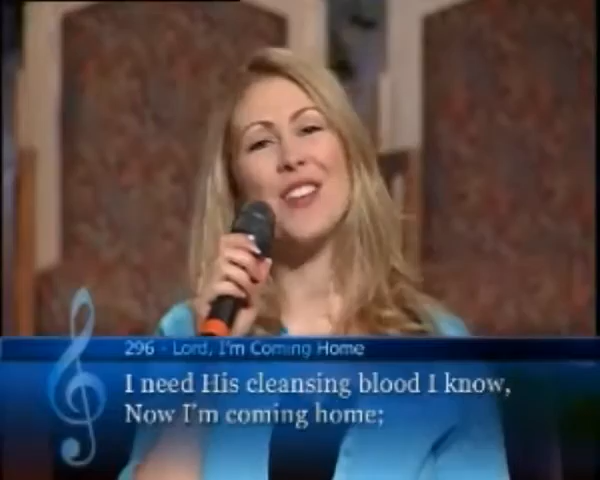 296 - Lord, I'm Coming Home
I need His cleansing blood I know,
Now I'm coming home;